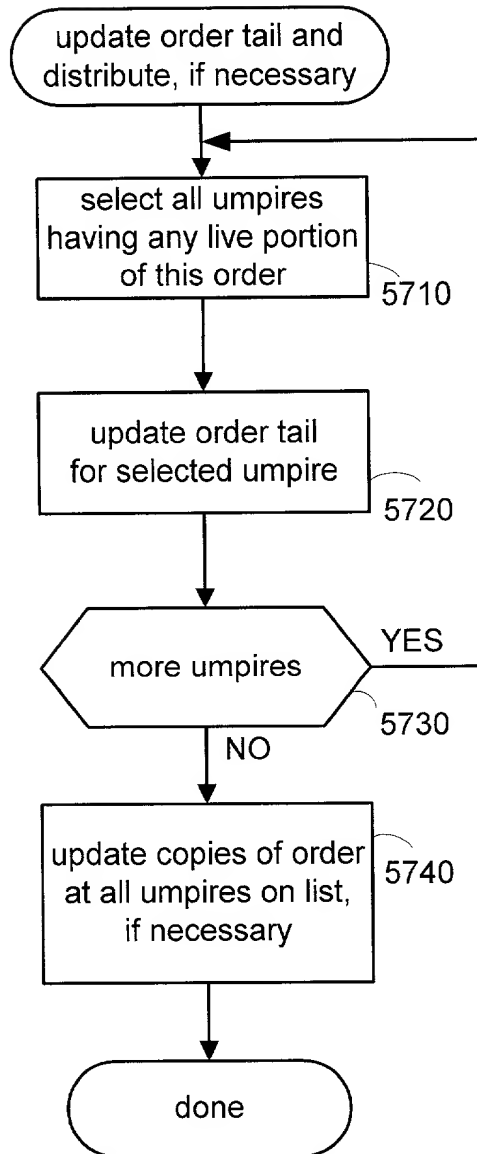 update order tail and
distribute, if necessary
select all umpires
having any live portion
of this order
5710
update order tail
for selected umpire
5720
more umpires
YES
5730
NO
update copies of order
at all umpires on list,
if necessary
5740
done